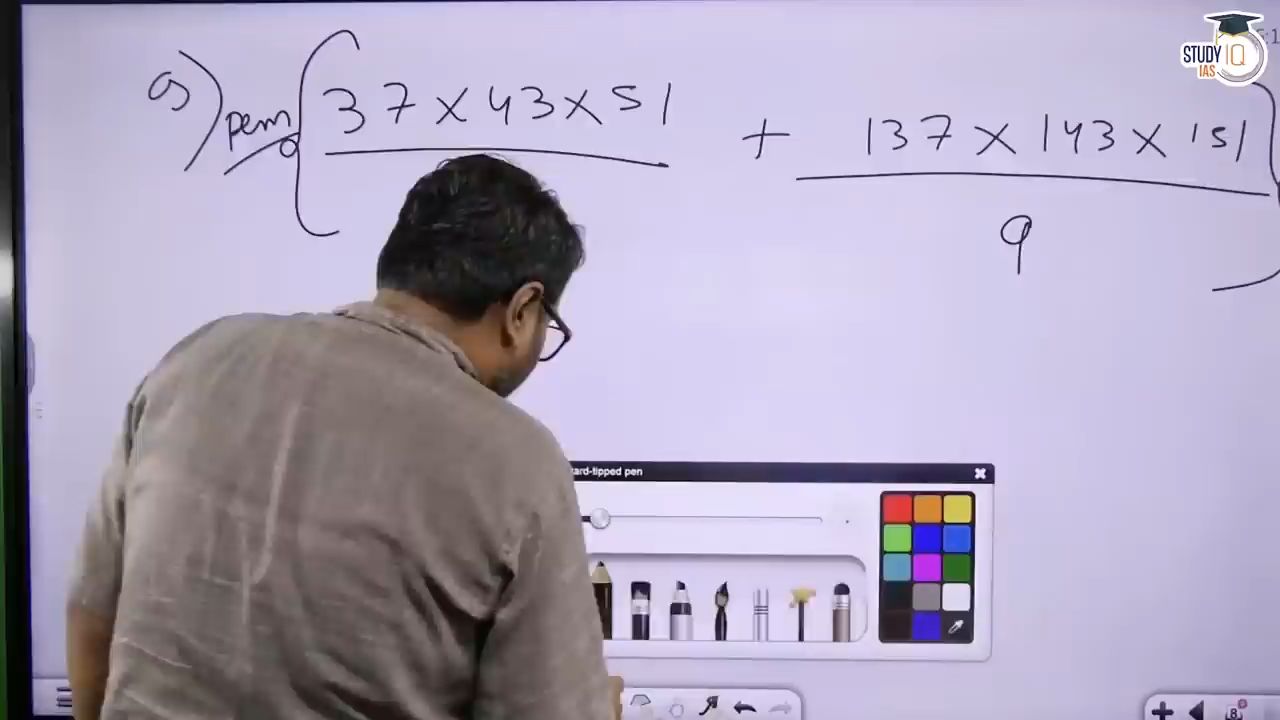 Q) Rem { 37 x 43 x 51 + 137 x 143 x 151 }
9
STUDY IQ
IAS
ard-tipped pen